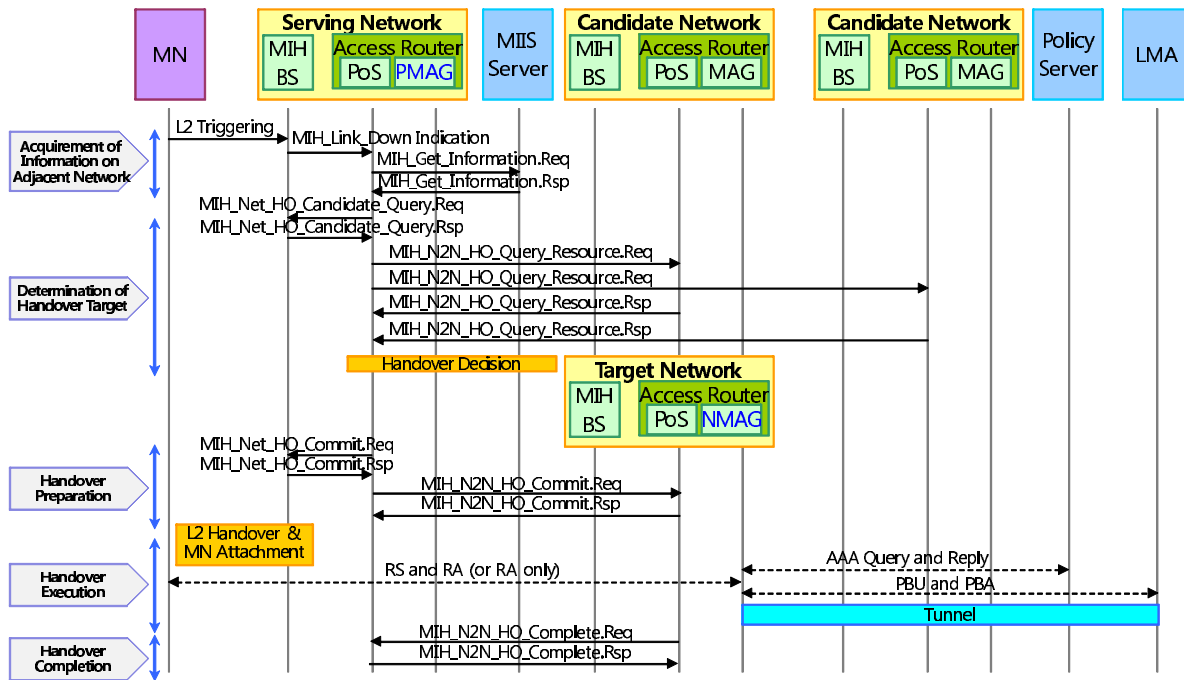 MN
Serving Network
MIH
BS
Access Router
PoS
PMAG
MIIS
Server
Candidate Network
MIH
BS
Access Router
PoS
MAG
Candidate Network
MIH
BS
Access Router
PoS
MAG
Policy
Server
LMA
Acquirement of
Information on
Adjacent Network
L2 Triggering
MIH_Link_Down Indication
MIH_Get_Information.Req
MIH_Get_Information.Rsp
MIH_Net_HO_Candidate_Query.Req
MIH_Net_HO_Candidate_Query.Rsp
Determination of
Handover Target
MIH_N2N_HO_Query_Resource.Req
MIH_N2N_HO_Query_Resource.Req
MIH_N2N_HO_Query_Resource.Rsp
MIH_N2N_HO_Query_Resource.Rsp
Handover Decision
Target Network
MIH
BS
Access Router
PoS
NMAG
Handover
Preparation
MIH_Net_HO_Commit.Req
MIH_Net_HO_Commit.Rsp
MIH_N2N_HO_Commit.Req
MIH_N2N_HO_Commit.Rsp
L2 Handover &
MN Attachment
Handover
Execution
AAA Query and Reply
RS and RA (or RA only)
PBU and PBA
Tunnel
Handover
Completion
MIH_N2N_HO_Complete.Req
MIH_N2N_HO_Complete.Rsp